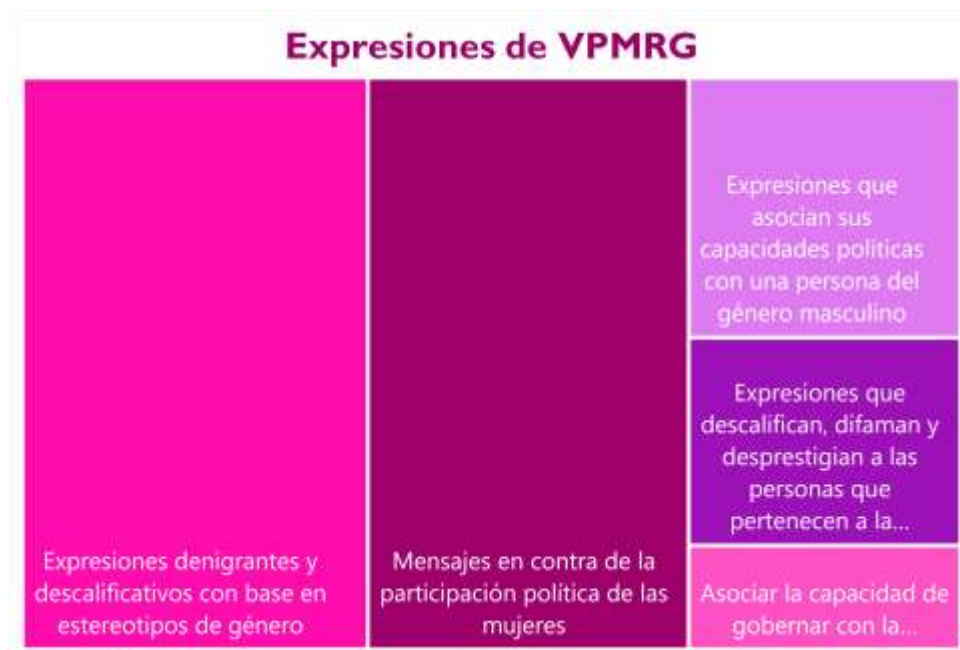 Expresiones de VPMRG
Expresiones denigrantes y
descalificativos con base en
estereotipos de género
Mensajes en contra de la
participación política de las
mujeres
Expresiones que
asocian sus
capacidades políticas
con una persona del
género masculino
Expresiones que
descalifican, difaman y
desprestigian a las
personas que
pertenecen a la...
Asociar la capacidad de
gobernar con la...